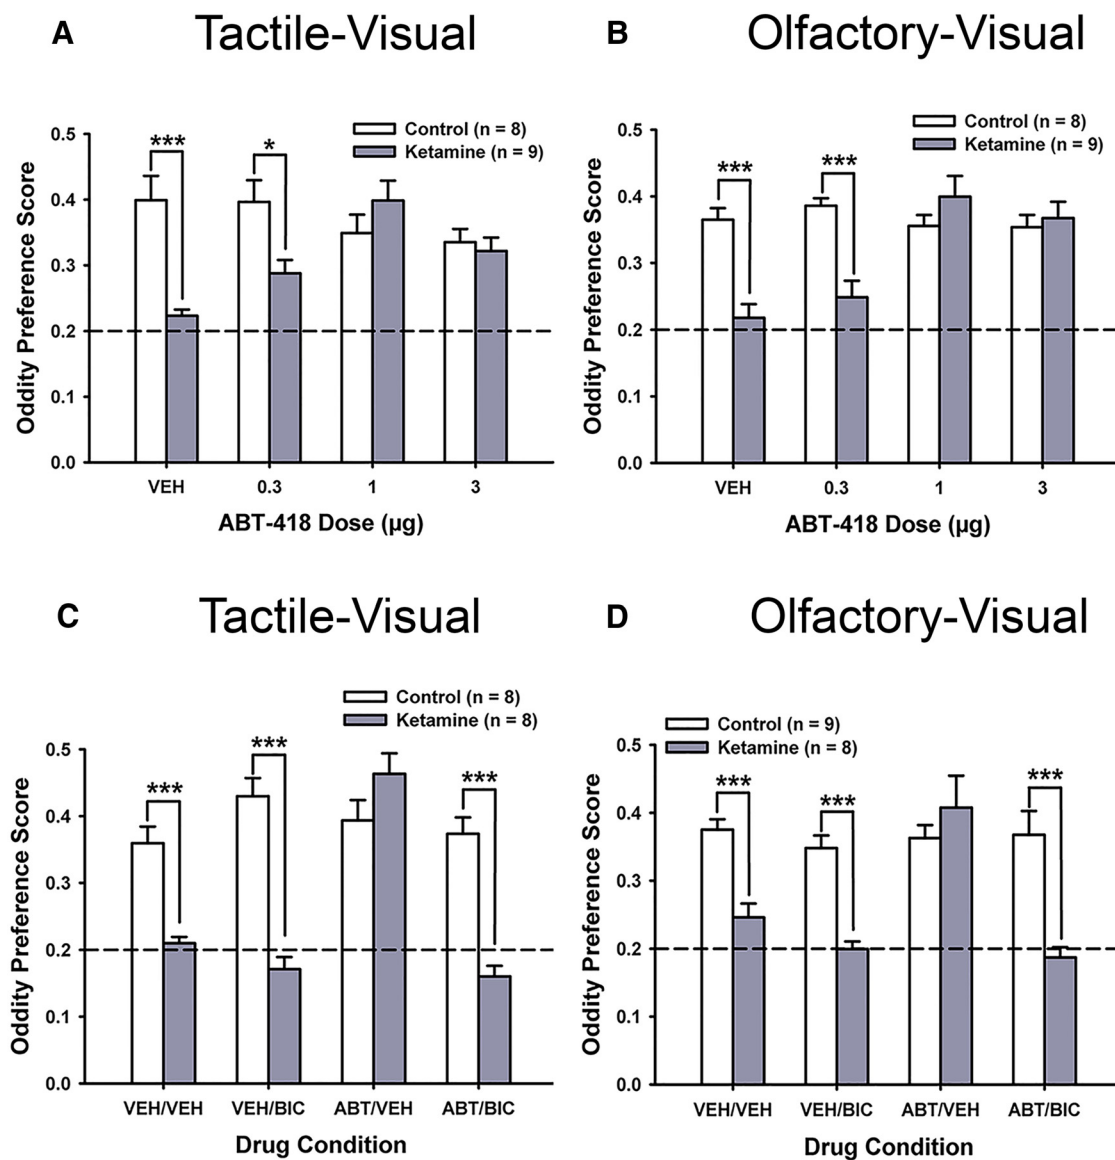 A Tactile-Visual
Control (n = 8)
Ketamine (n = 9)
Oddity Preference Score
0.5
0.4
0.3
0.2
0.1
0.0
***
*
VEH 0.3 1 3
ABT-418 Dose (µg)
B Olfactory-Visual
Control (n = 8)
Ketamine (n = 9)
Oddity Preference Score
0.5
0.4
0.3
0.2
0.1
0.0
***
***
VEH 0.3 1 3
ABT-418 Dose (µg)
C Tactile-Visual
Control (n = 8)
Ketamine (n = 8)
Oddity Preference Score
0.5
0.4
0.3
0.2
0.1
0.0
***
***
***
VEH/VEH VEH/BIC ABT/VEH ABT/BIC
Drug Condition
D Olfactory-Visual
Control (n = 9)
Ketamine (n = 8)
Oddity Preference Score
0.5
0.4
0.3
0.2
0.1
0.0
***
***
***
VEH/VEH VEH/BIC ABT/VEH ABT/BIC
Drug Condition